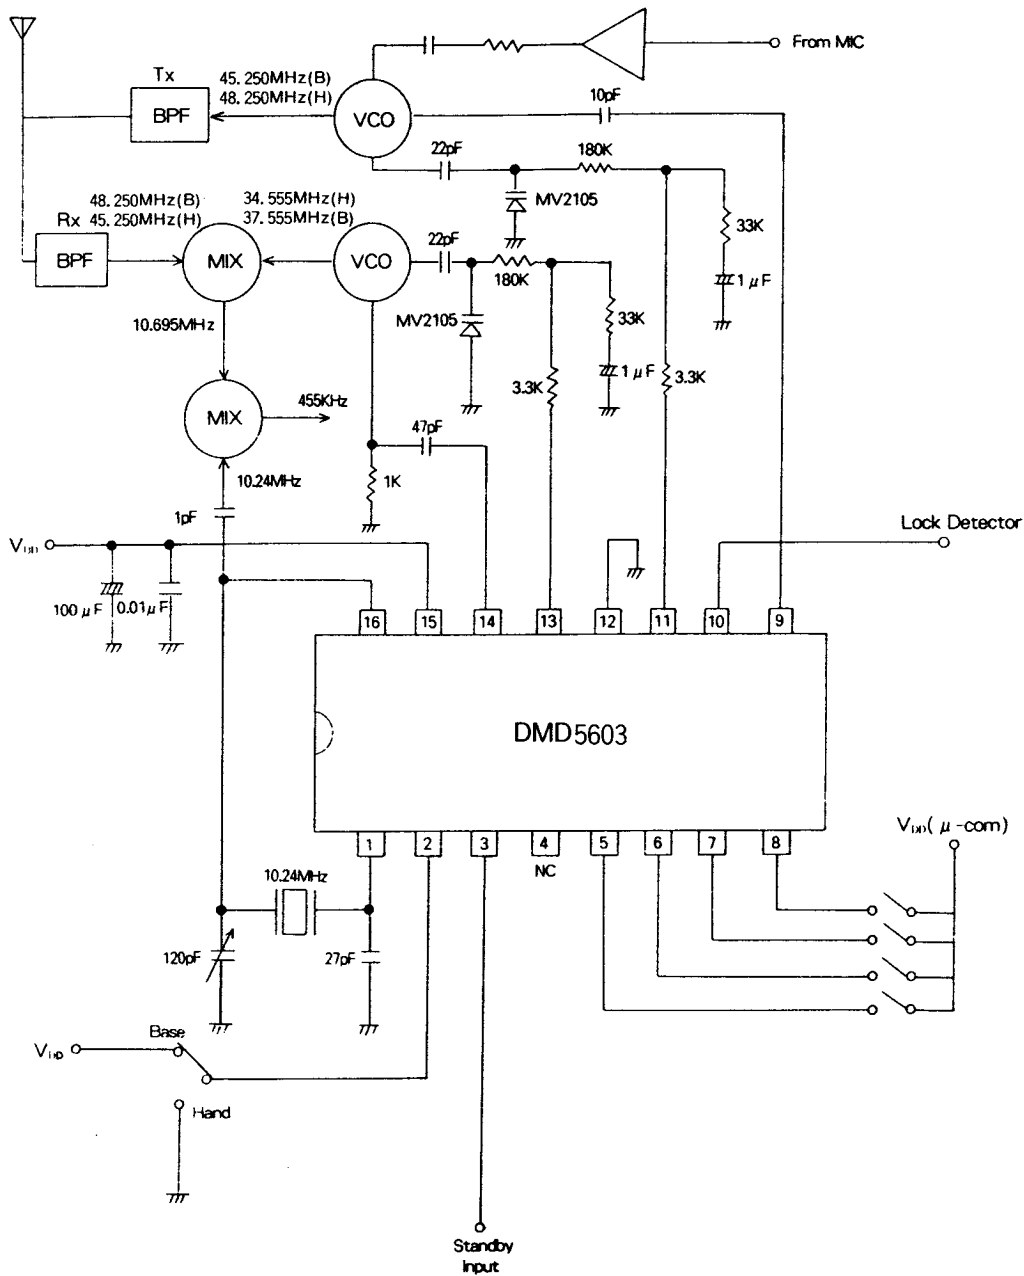 From MIC
Tx
45.250MHz(B)
48.250MHz(H)
BPF
VCO
10pF
22pF
180K
MV2105
33K
1μF
48.250MHz(B)
Rx 45.250MHz(H)
34.555MHz(H)
37.555MHz(B)
BPF
MIX
VCO
22pF
180K
MV2105
33K
1μF
10.695MHz
3.3K
3.3K
MIX
455KHz
47pF
10.24MHz
1K
1pF
Lock Detector
VDD
100μF
0.01μF
16 15 14 13 12 11 10 9
DMD5603
1 2 3 4 5 6 7 8
NC
VDD(μ-com)
10.24MHz
120pF
27pF
Base
VDD
Hand
Standby
Input